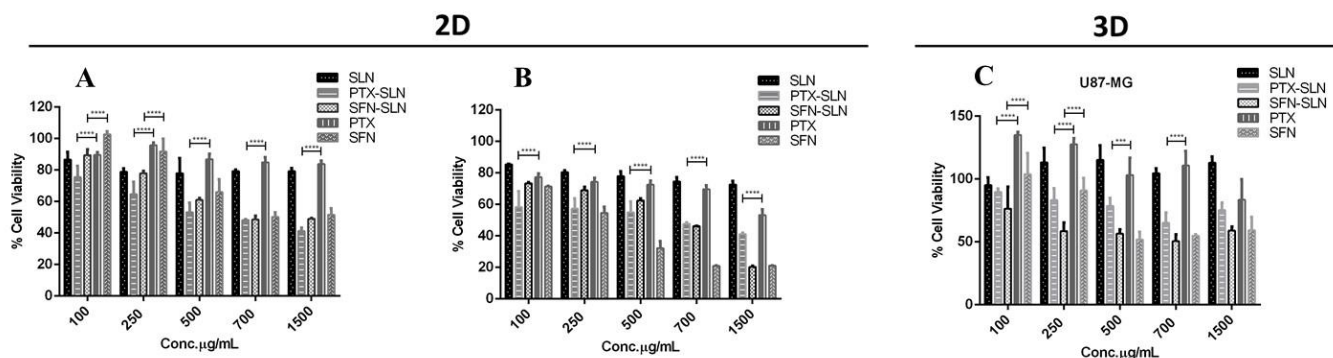 2D
3D
A
SLN
PTX-SLN
SFN-SLN
PTX
SFN
% Cell Viability
120
100
80
60
40
20
0
100
250
500
700
1500
Conc.µg/mL
****
****
****
****
****
****
****
B
SLN
PTX-SLN
SFN-SLN
PTX
SFN
% Cell Viability
120
100
80
60
40
20
0
100
250
500
700
1500
Conc.µg/mL
****
****
****
****
****
C
U87-MG
SLN
PTX-SLN
SFN-SLN
PTX
SFN
% Cell Viability
150
100
50
0
100
250
500
700
1500
Conc.µg/mL
****
****
****
****
***
****